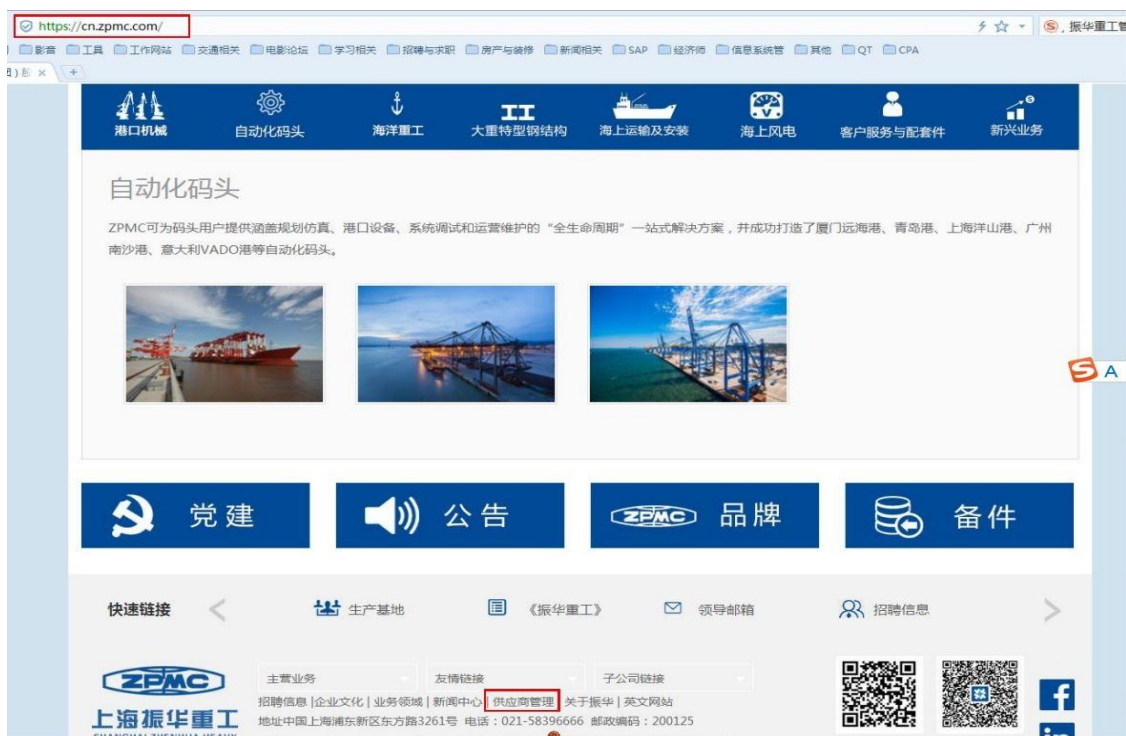 https://cn.zpmc.com/
振华重工
影音 工具 工作网站 交通相关 电影论坛 学习相关 招聘与求职 房产与装修 新闻相关 SAP 经济师 信息系统管 其他 QT CPA
港口机械 自动化码头 海洋重工 大重特型钢结构 海上运输及安装 海上风电 客户服务与配套件 新兴业务
自动化码头
ZPMC可为码头用户提供涵盖规划仿真、港口设备、系统调试和运营维护的“全生命周期”一站式解决方案，并成功打造了厦门远海港、青岛港、上海洋山港、广州
南沙港、意大利VADO港等自动化码头。
党建 公告 ZPMC 品牌 备件
快速链接 生产基地 《振华重工》 领导邮箱 招聘信息
ZPMC
主营业务 友情链接 子公司链接
招聘信息 | 企业文化 | 业务领域 | 新闻中心 | 供应商管理 关于振华 | 英文网站
上海振华重工
地址中国上海浦东新区东方路3261号 电话：021-58396666 邮政编码：200125